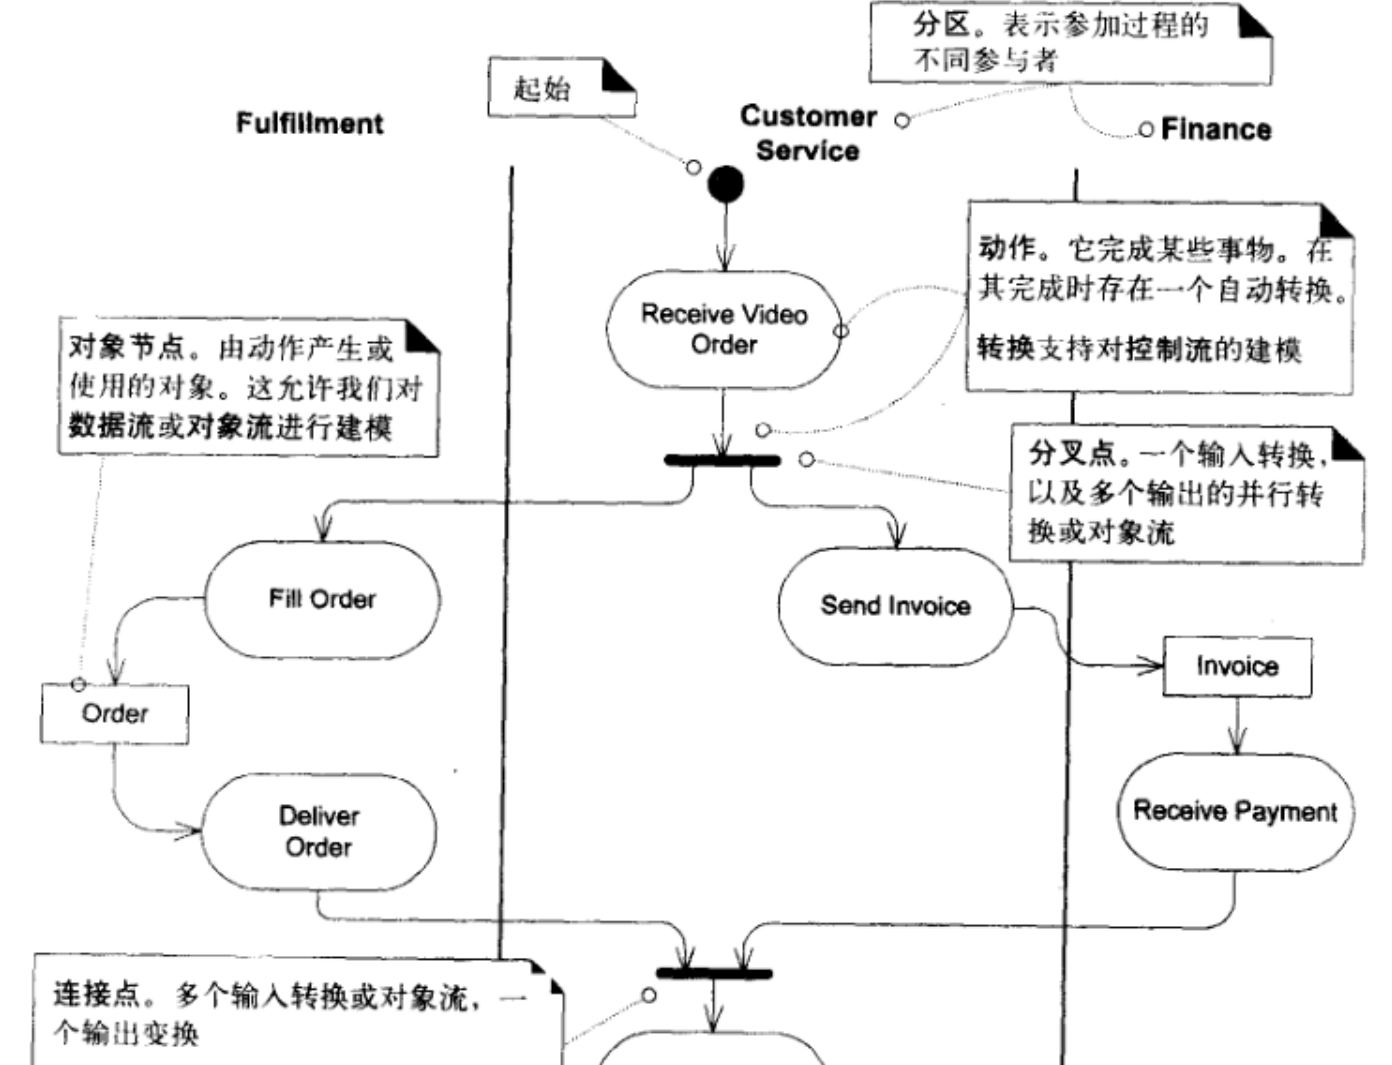 分区。表示参加过程的
不同参与者
起始
Fulfillment
Customer
Service
Finance
动作。它完成某些事物。在
其完成时存在一个自动转换。
转换支持对控制流的建模
Receive Video
Order
对象节点。由动作产生或
使用的对象。这允许我们对
数据流或对象流进行建模
分叉点。一个输入转换，
以及多个输出的并行转
换或对象流
Fill Order
Send Invoice
Invoice
Order
Deliver
Order
Receive Payment
连接点。多个输入转换或对象流，一
个输出变换